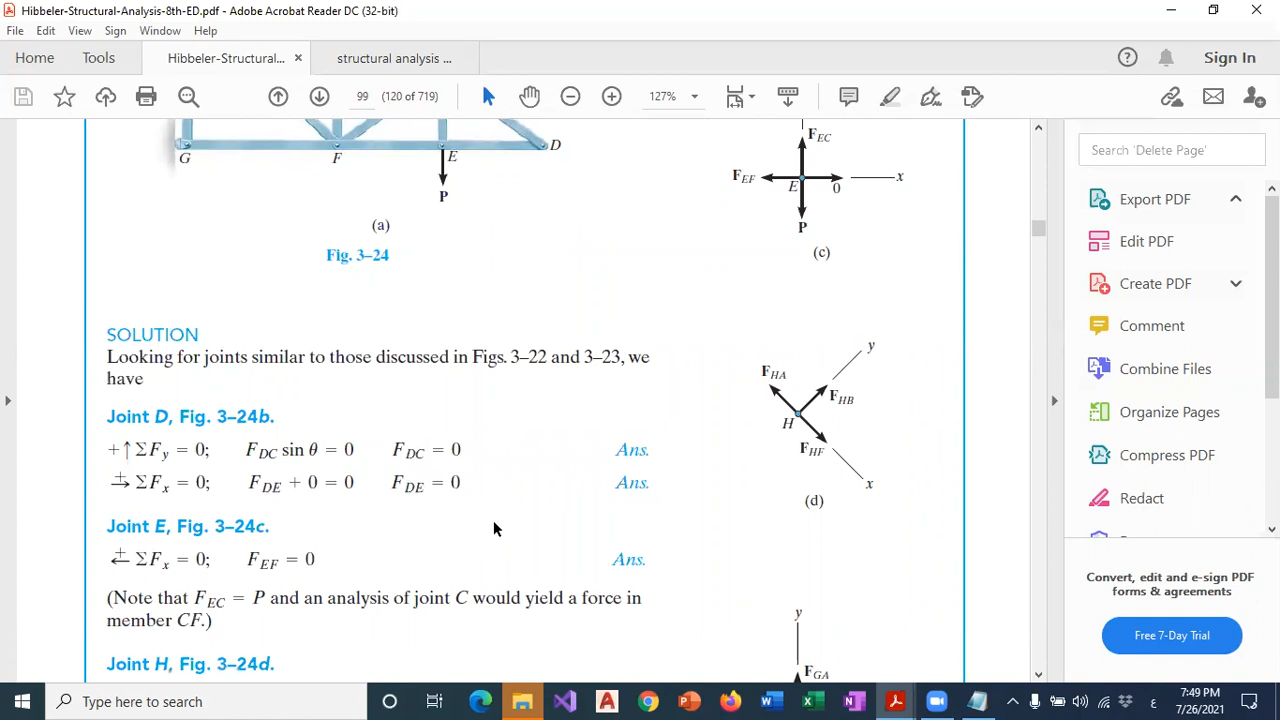 Hibbeler-Structural-Analysis-8th-ED.pdf - Adobe Acrobat Reader DC (32-bit)
File Edit View Sign Window Help
Home Tools Hibbeler-Structural... × structural analysis ... Sign In
99 (120 of 719) 127%
G F E D
P
(a)
Fig. 3–24
F_EC
F_EF E 0 x
P
(c)
SOLUTION
Looking for joints similar to those discussed in Figs. 3–22 and 3–23, we
have
Joint D, Fig. 3–24b.
+↑ΣF_y = 0; F_DC sin θ = 0 F_DC = 0 Ans.
→+ ΣF_x = 0; F_DE + 0 = 0 F_DE = 0 Ans.
Joint E, Fig. 3–24c.
←+ ΣF_x = 0; F_EF = 0 Ans.
(Note that F_EC = P and an analysis of joint C would yield a force in
member CF.)
Joint H, Fig. 3–24d.
y
F_HA
F_HB
H
F_HF
x
(d)
y
F_GA
Search 'Delete Page'
Export PDF
Edit PDF
Create PDF
Comment
Combine Files
Organize Pages
Compress PDF
Redact
Convert, edit and e-sign PDF
forms & agreements
Free 7-Day Trial
Type here to search
ع
7:49 PM
7/26/2021